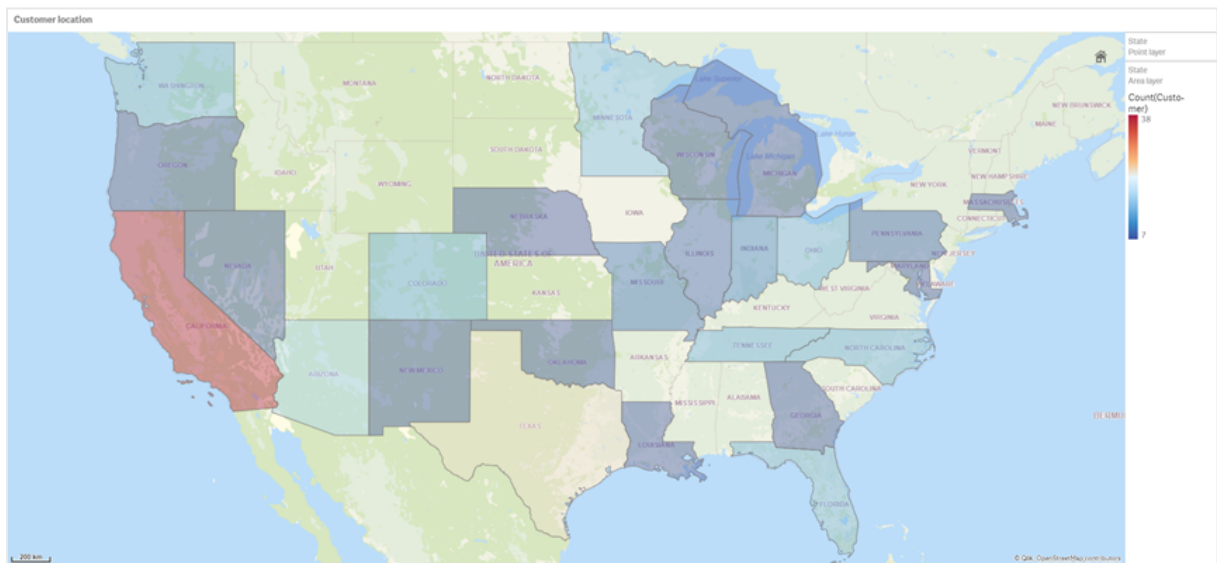 Customer location
State
Point layer
State
Area layer
Count(Custo-
mer)
38
7
WASHINGTON
MONTANA
NORTH DAKOTA
MINNESOTA
Lake Superior
Lake Huron
NEW BRUNSWICK
MAINE
OREGON
IDAHO
WYOMING
SOUTH DAKOTA
WISCONSIN
Lake Michigan
MICHIGAN
VERMONT
NEW HAMPSHIRE
NEW YORK
MASSACHUSETTS
CONNECTICUT
NEBRASKA
IOWA
NEVADA
UTAH
COLORADO
UNITED STATES OF
AMERICA
KANSAS
MISSOURI
ILLINOIS
INDIANA
OHIO
PENNSYLVANIA
NEW JERSEY
MARYLAND
DELAWARE
WEST VIRGINIA
VIRGINIA
KENTUCKY
CALIFORNIA
ARIZONA
NEW MEXICO
OKLAHOMA
ARKANSAS
TENNESSEE
NORTH CAROLINA
SOUTH CAROLINA
TEXAS
LOUISIANA
MISSISSIPPI
ALABAMA
GEORGIA
FLORIDA
BERMU
200 km
© Qlik, OpenStreetMap contributors